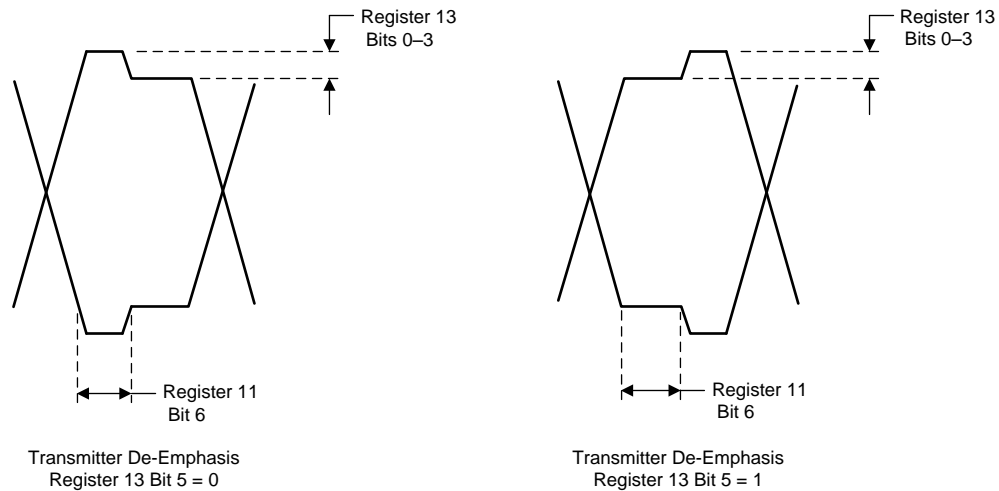 Register 13
Bits 0–3
Register 11
Bit 6
Transmitter De-Emphasis
Register 13 Bit 5 = 0
Register 13
Bits 0–3
Register 11
Bit 6
Transmitter De-Emphasis
Register 13 Bit 5 = 1